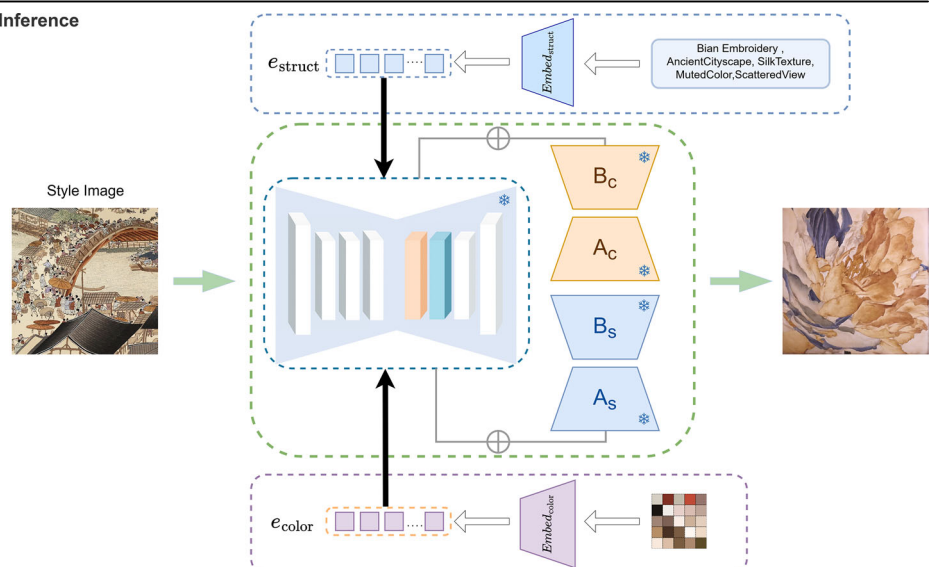 Inference
e_struct
Embed_struct
Bian Embroidery ,
AncientCityscape, SilkTexture,
MutedColor,ScatteredView
Style Image
B_C
A_C
B_S
A_S
e_color
Embed_color